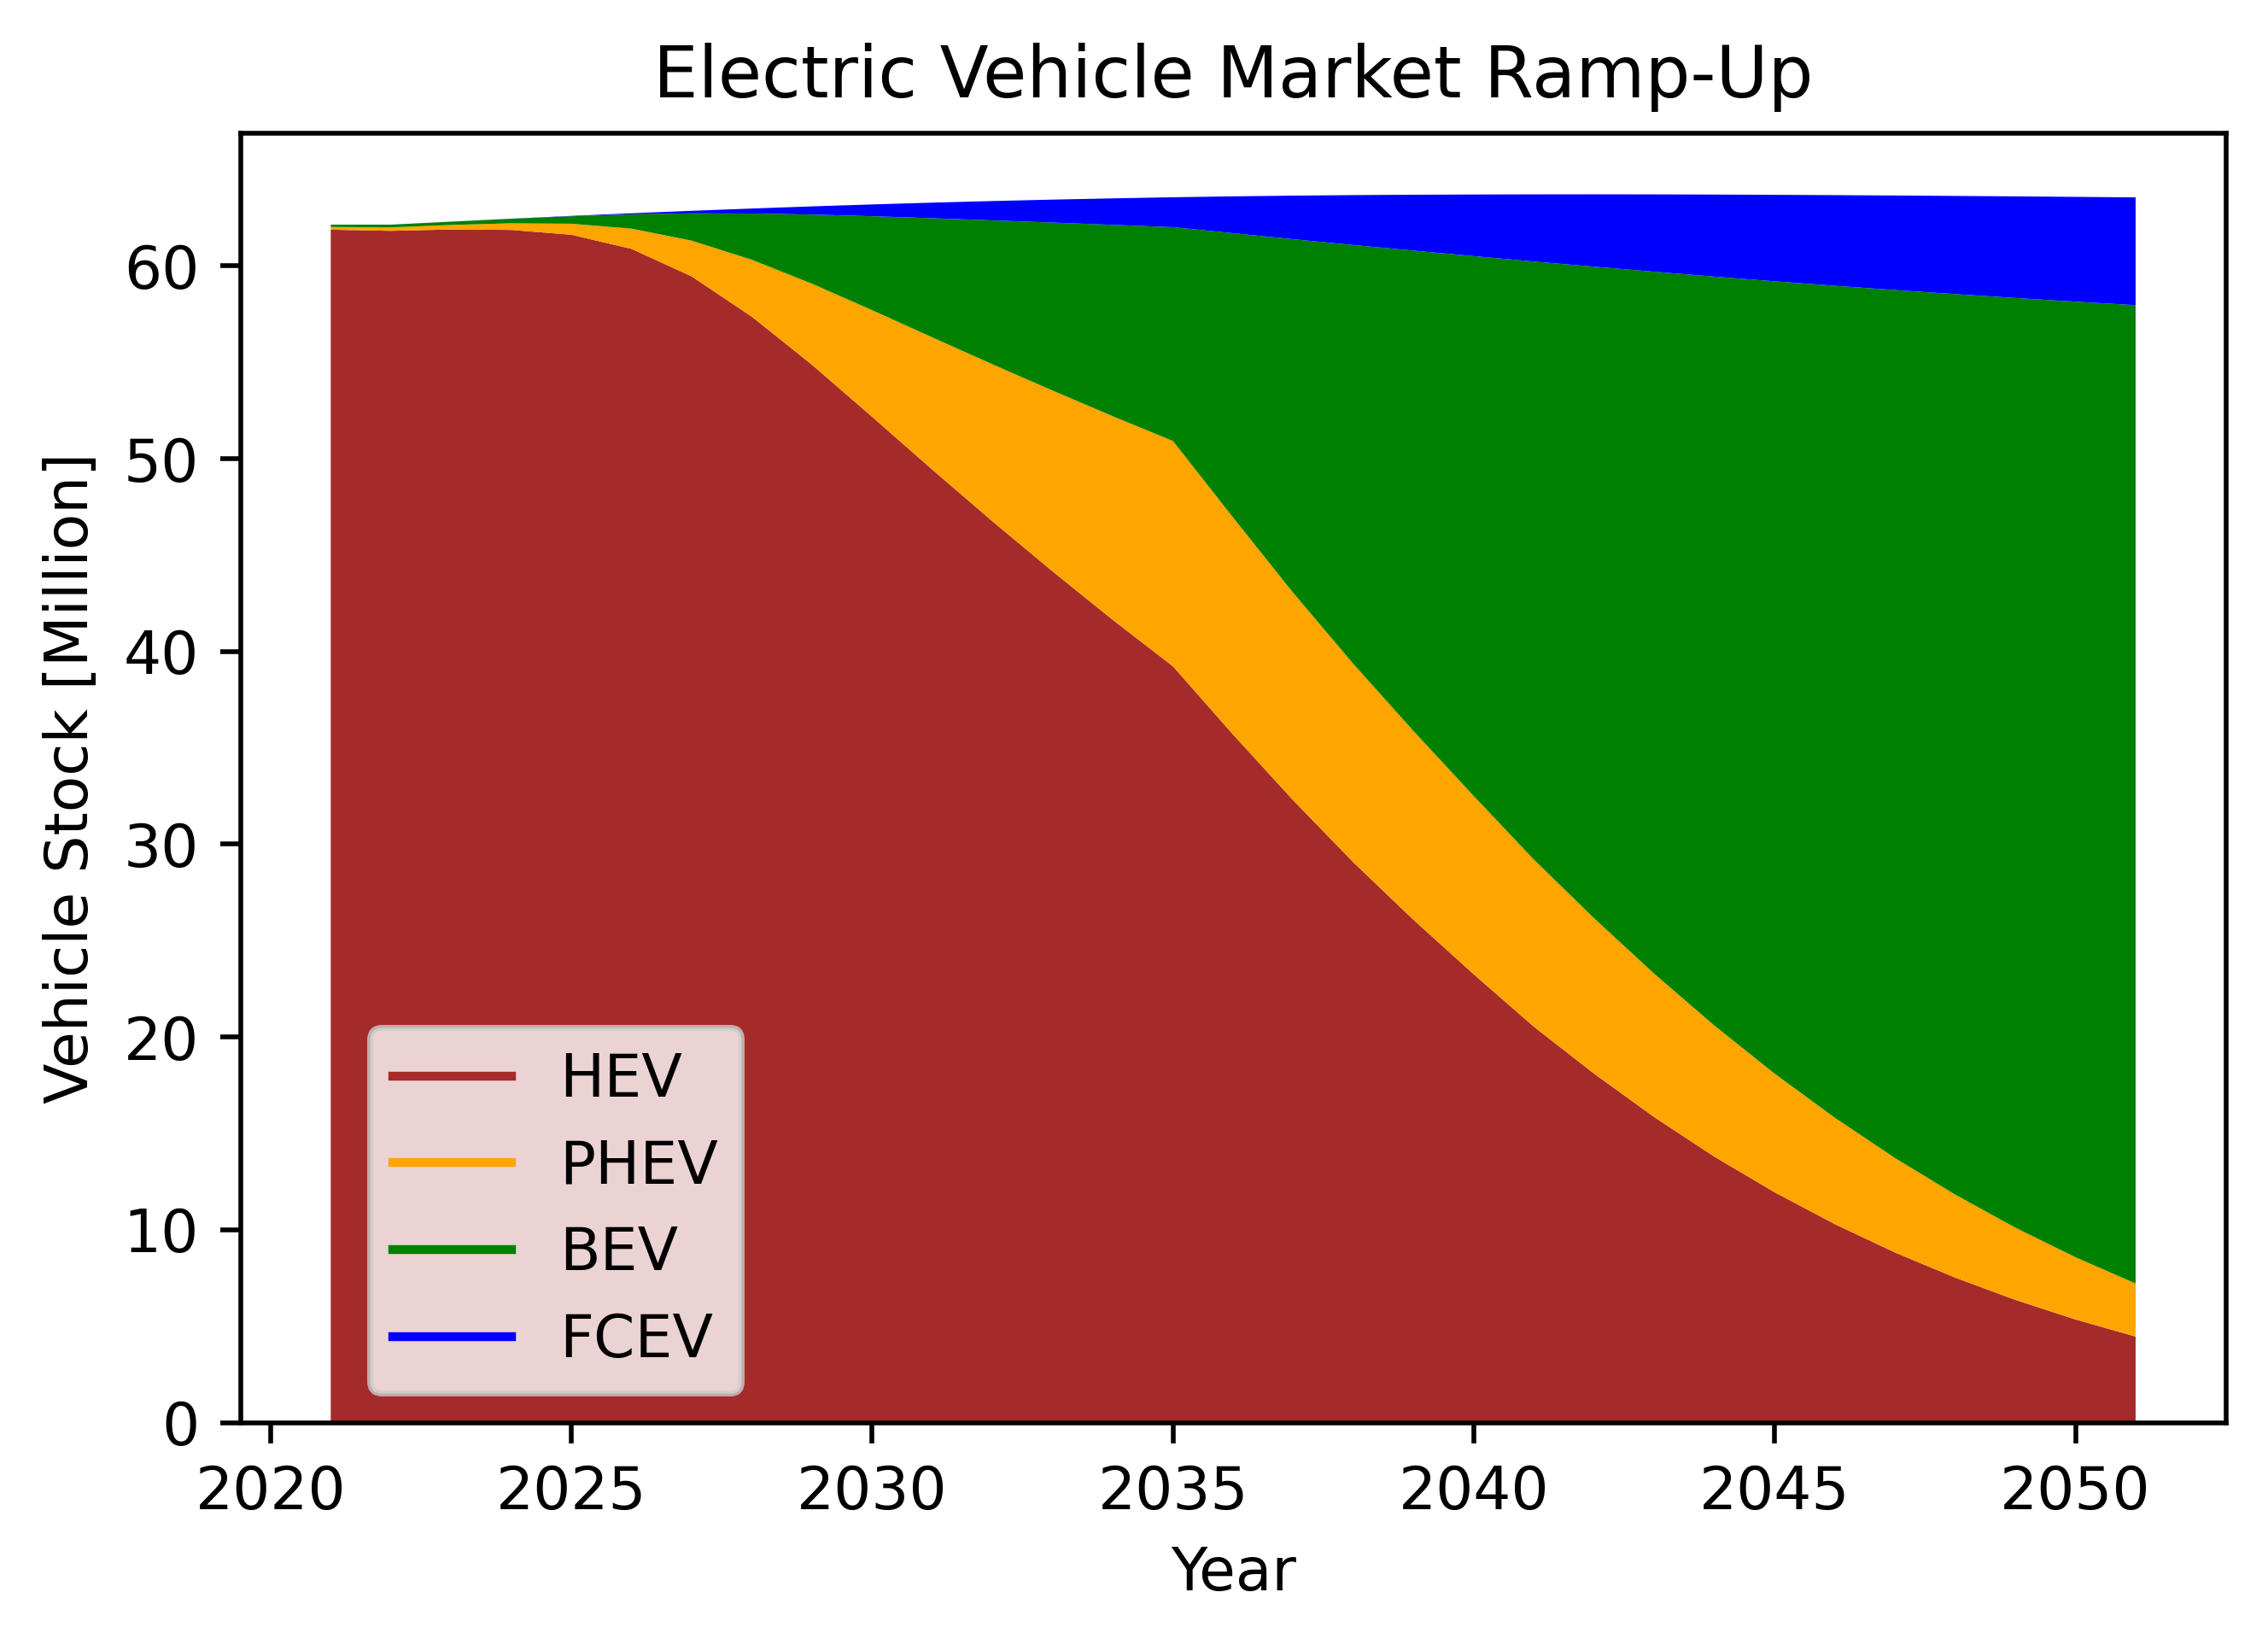 Electric Vehicle Market Ramp-Up
Vehicle Stock [Million]
60
50
40
30
20
10
0
HEV
PHEV
BEV
FCEV
2020 2025 2030 2035 2040 2045 2050
Year